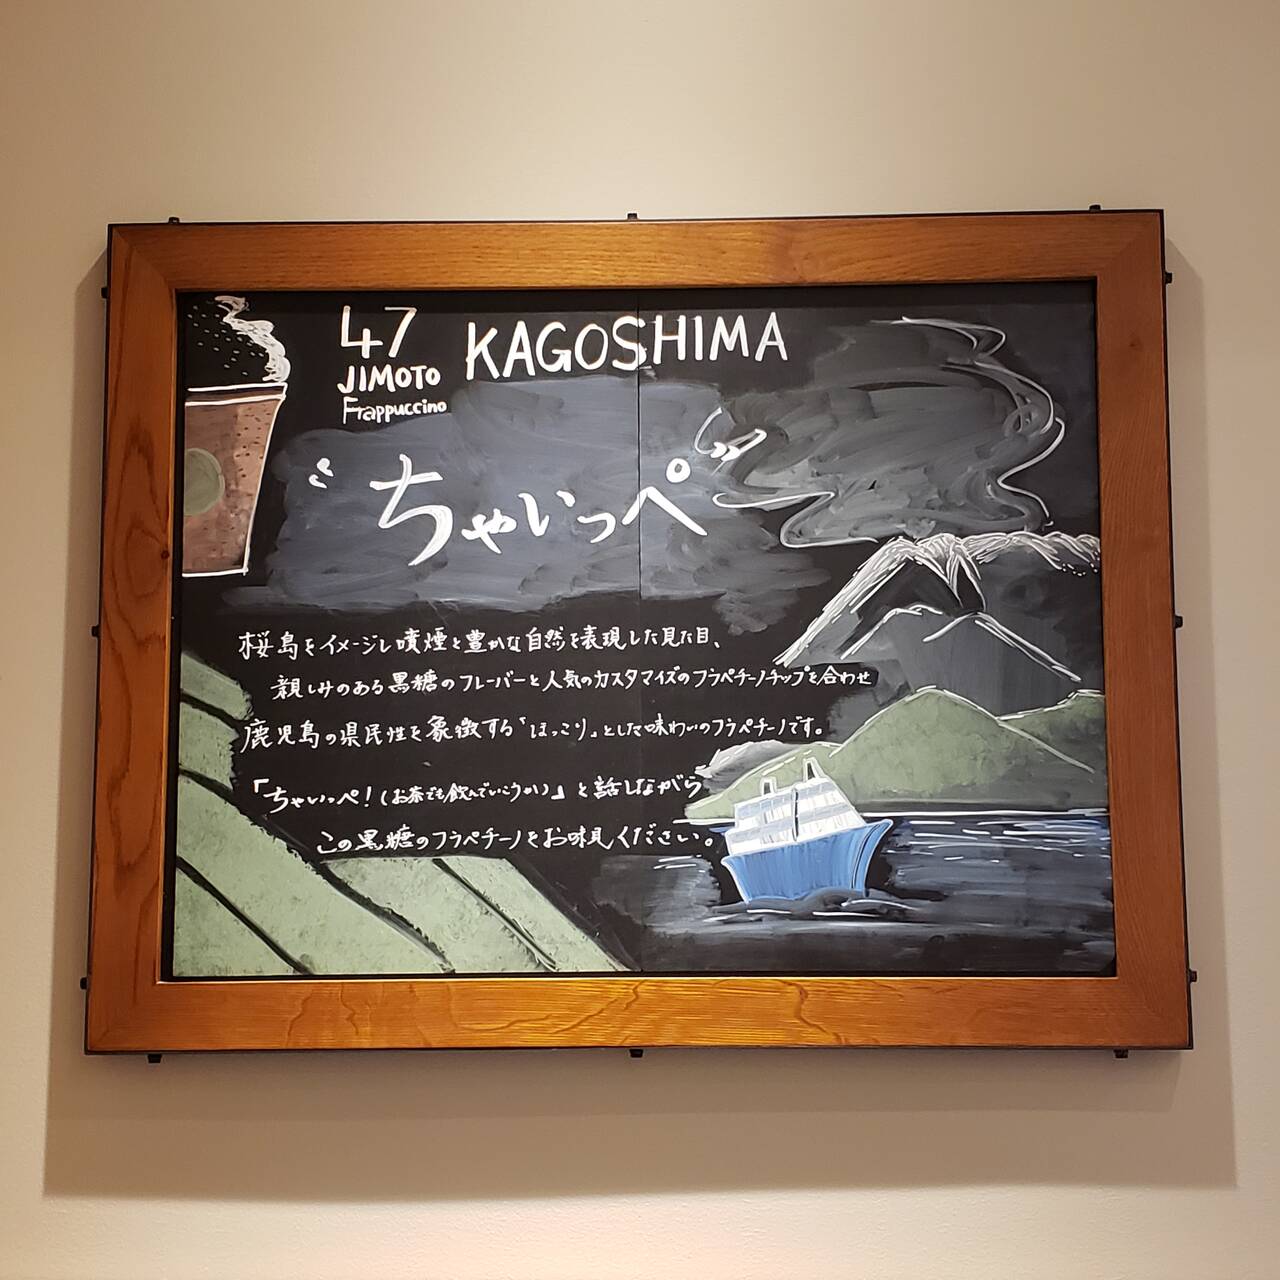 47
JIMOTO
Frappuccino
KAGOSHIMA
“ちゃいっぺ”
桜島をイメージし噴煙と豊かな自然を表現した見た目、
親しみのある黒糖のフレーバーと人気のカスタマイズのフラペチーノチップを合わせ
鹿児島の県民性を象徴する「ほっこり」とした味わいのフラペチーノです。
「ちゃいっぺ！(お茶でも飲んでいこうかい)」と話しながら
この黒糖のフラペチーノをお味見ください。